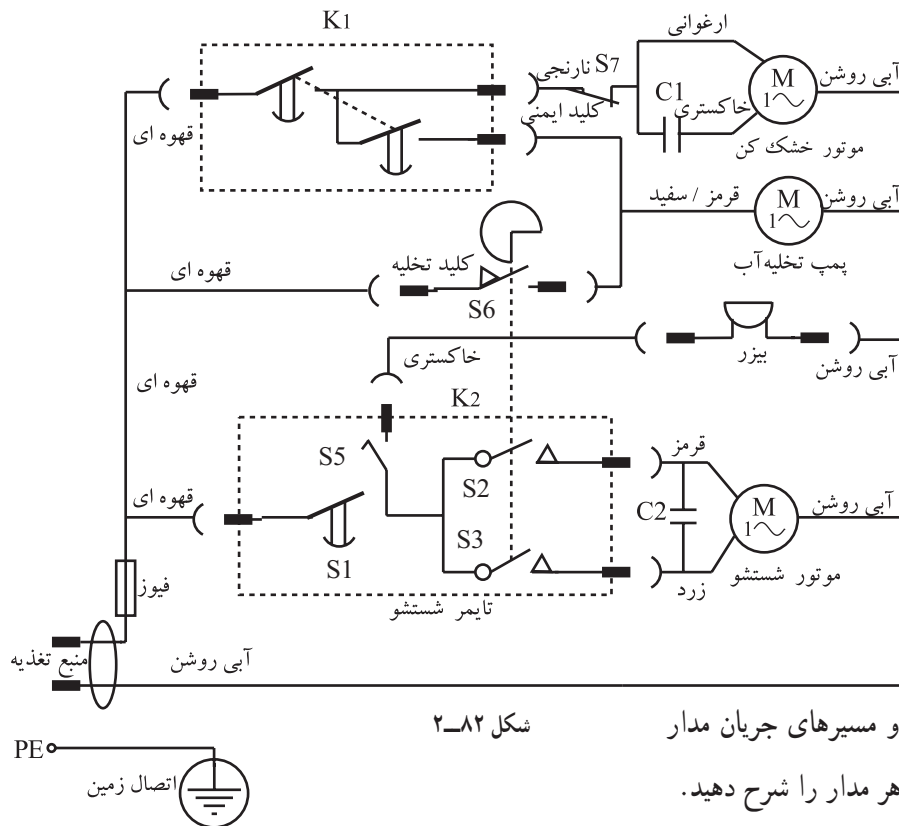 K1
ارغوانی
نارنجی S7
C1
M
1
آبی روشن
خاکستری
کلید ایمنی
قهوه ای
موتور خشک کن
قرمز / سفید
M
1
آبی روشن
پمپ تخلیه آب
قهوه ای
کلید تخلیه
S6
خاکستری
بیزر
آبی روشن
قهوه ای
K2
S5
S2
قرمز
قهوه ای
S3
C2
M
1
آبی روشن
S1
زرد
موتور شستشو
فیوز
تایمر شستشو
منبع تغذیه
آبی روشن
شکل ۸۲ــ۲
و مسیرهای جریان مدار
PE
اتصال زمین
هر مدار را شرح دهید.